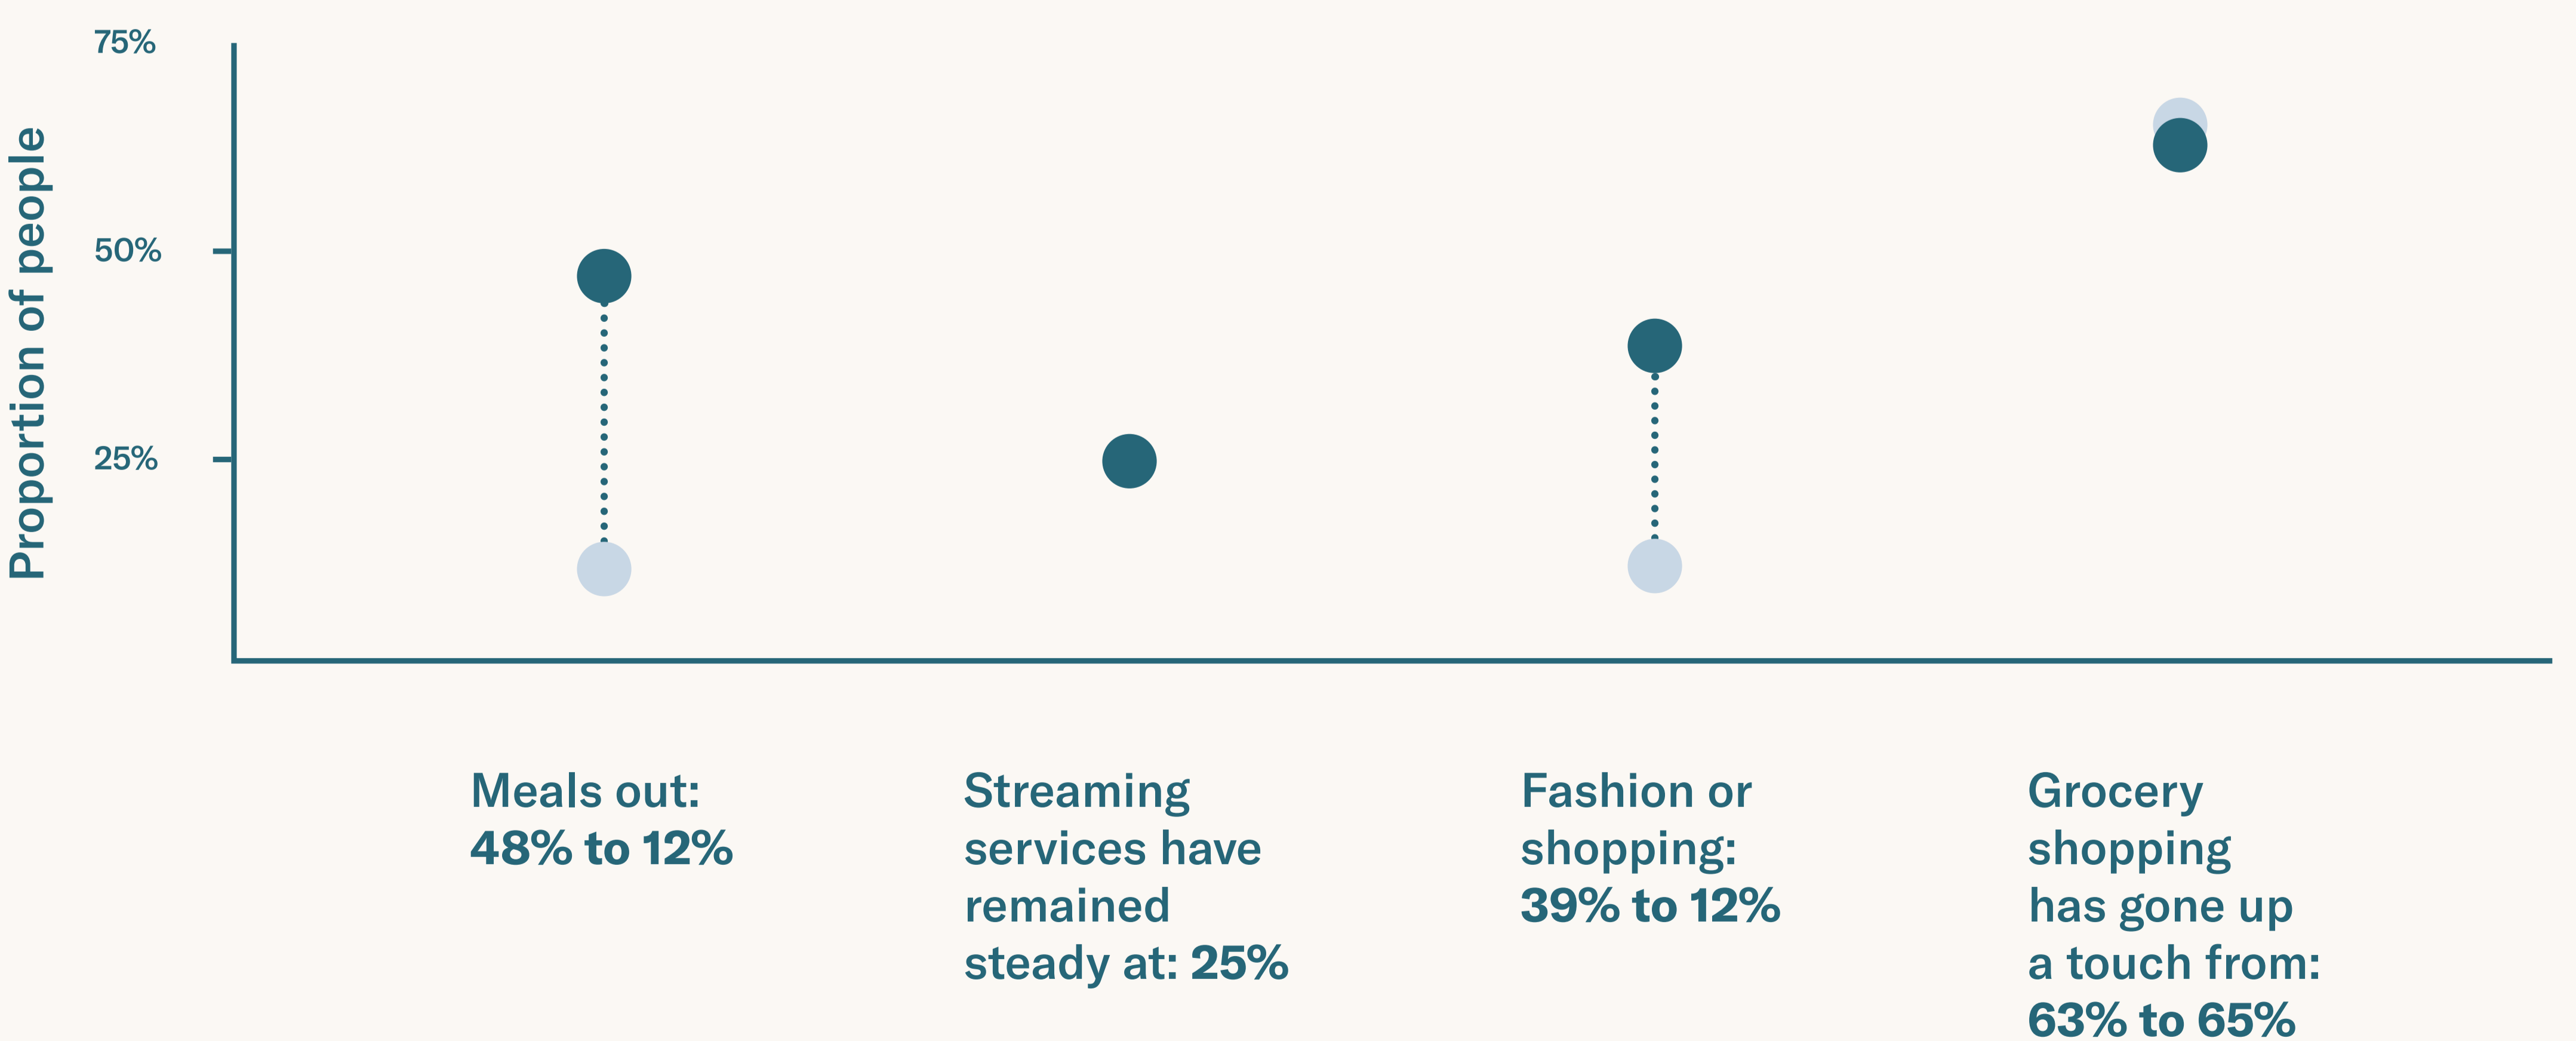 75%
50%
25%
Proportion of people
Meals out:
48% to 12%
Streaming
services have
remained
steady at: 25%
Fashion or
shopping:
39% to 12%
Grocery
shopping
has gone up
a touch from:
63% to 65%